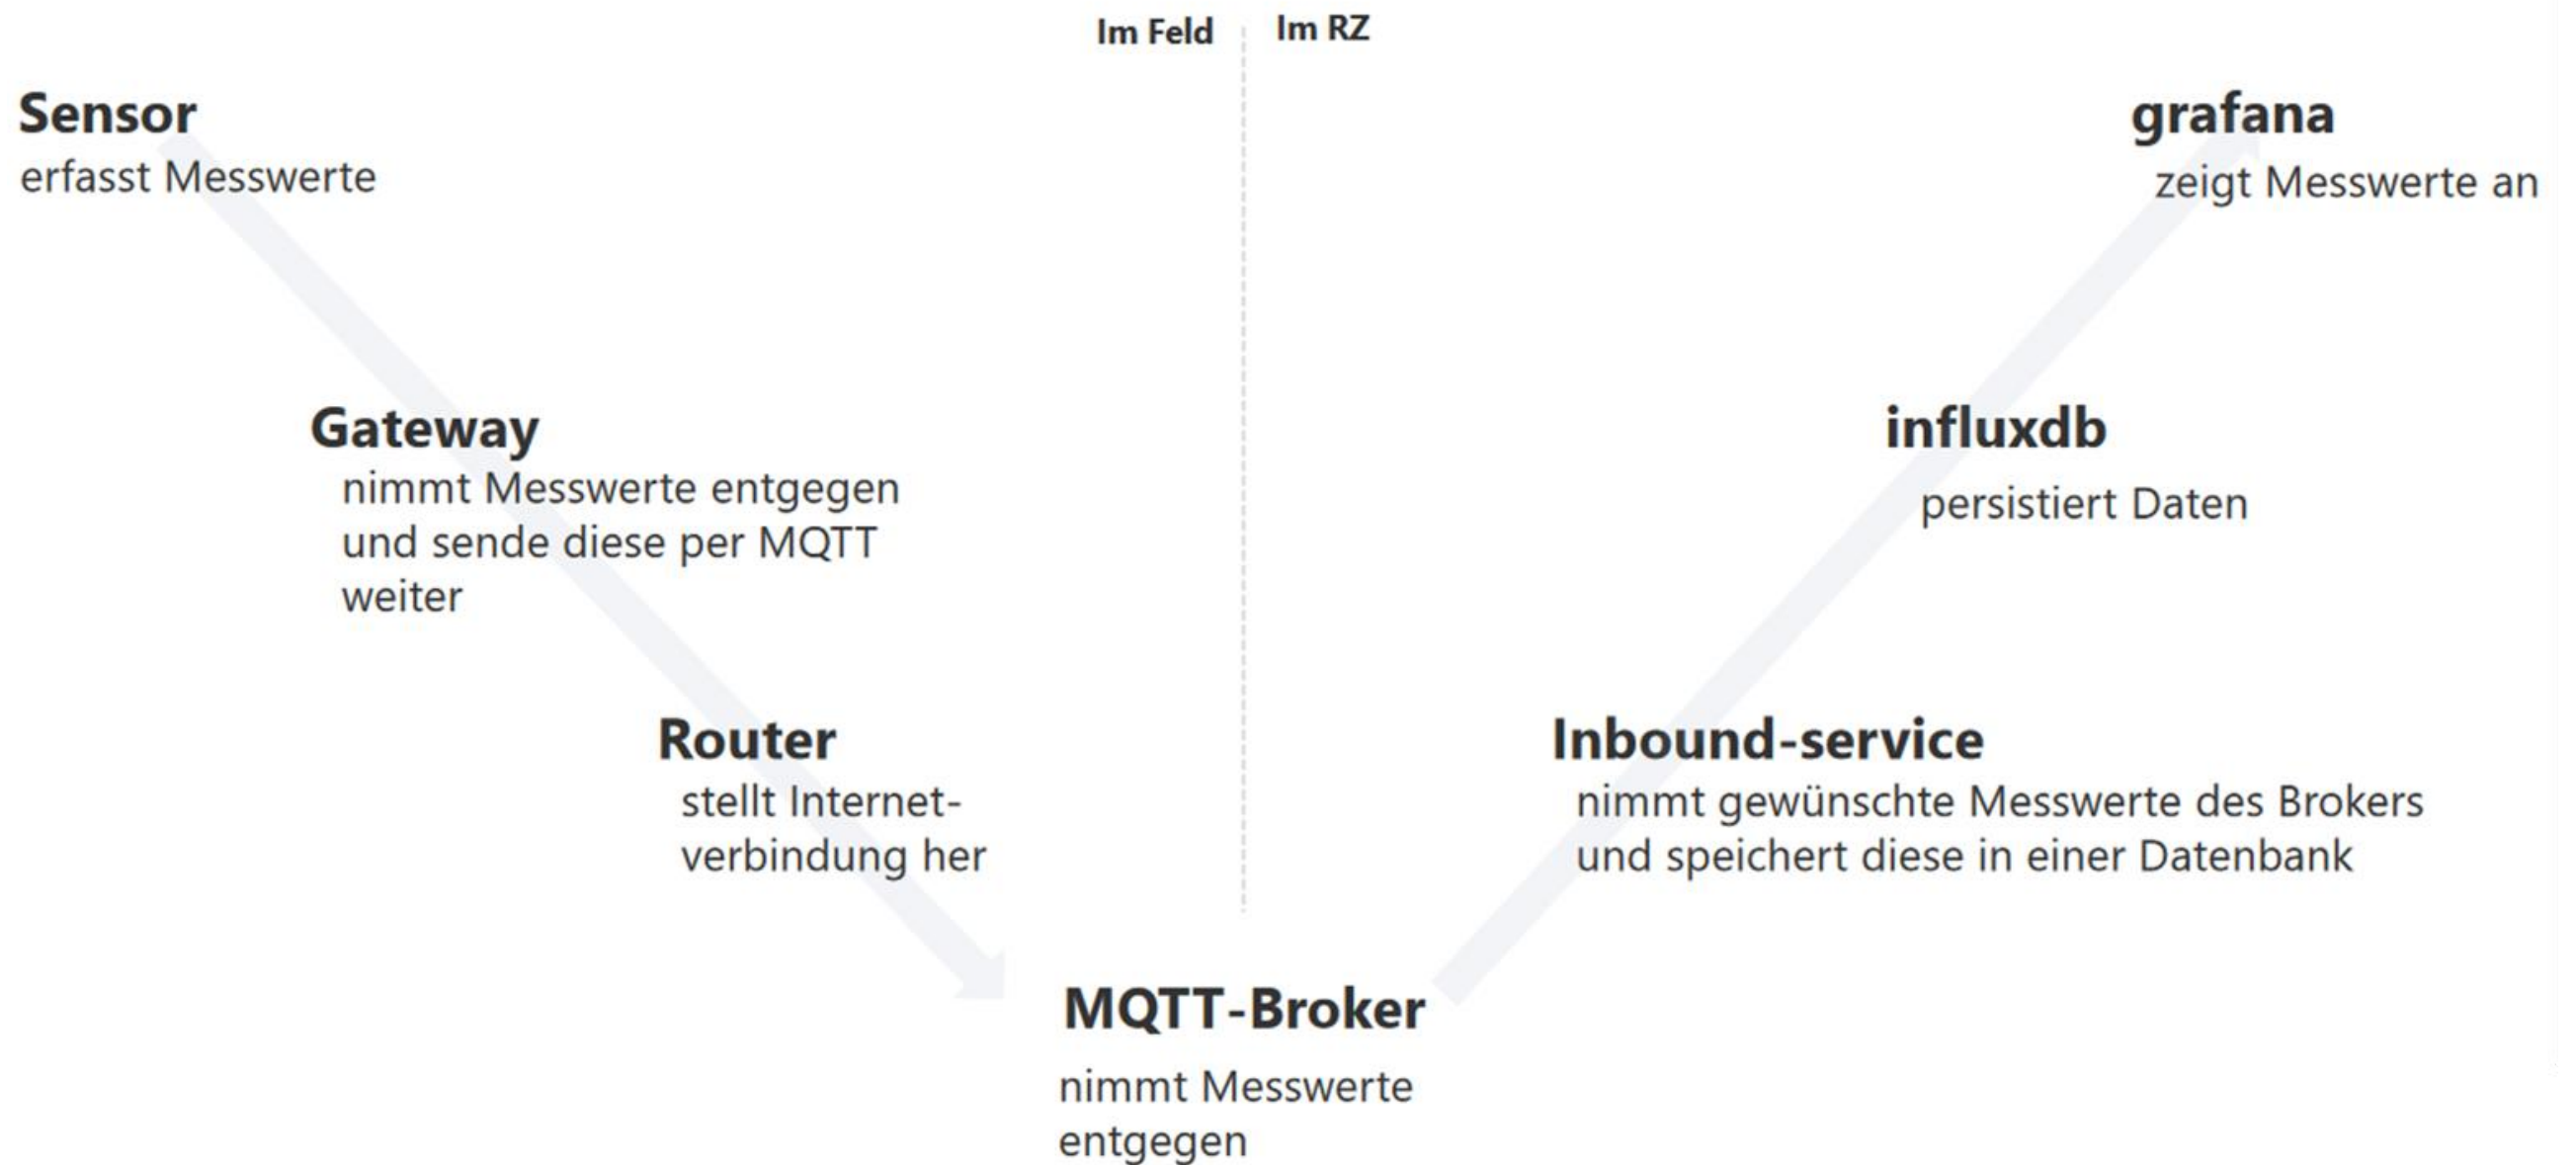 Im Feld
Im RZ
Sensor
erfasst Messwerte
Gateway
nimmt Messwerte entgegen
und sende diese per MQTT
weiter
Router
stellt Internet-
verbindung her
MQTT-Broker
nimmt Messwerte
entgegen
Inbound-service
nimmt gewünschte Messwerte des Brokers
und speichert diese in einer Datenbank
influxdb
persistiert Daten
grafana
zeigt Messwerte an